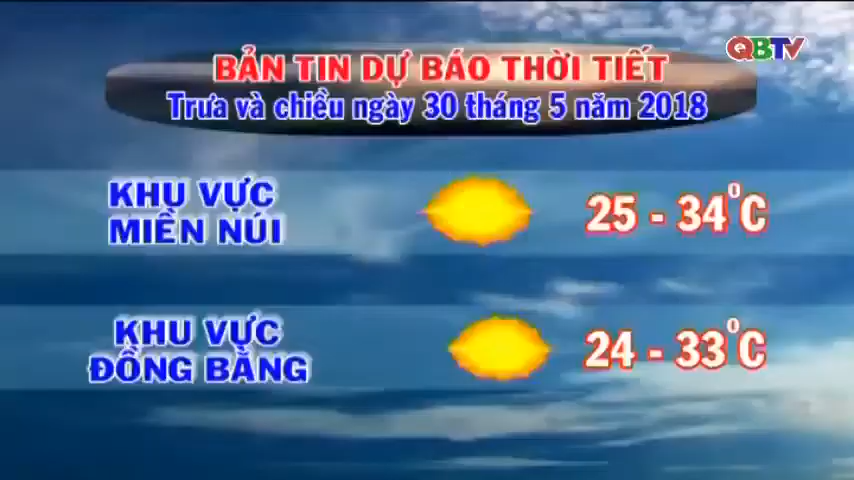 QBTV
BẢN TIN DỰ BÁO THỜI TIẾT
Trưa và chiều ngày 30 tháng 5 năm 2018
KHU VỰC
MIỀN NÚI
25 - 34°C
KHU VỰC
ĐỒNG BẰNG
24 - 33°C